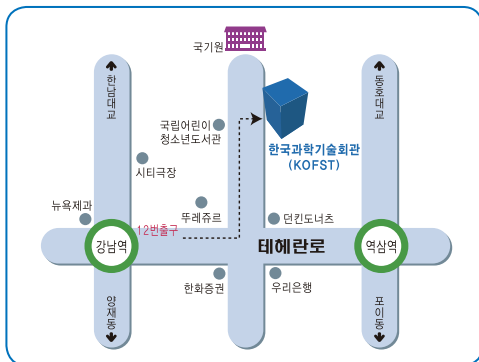 국기원
한남대교
동호대교
국립어린이
청소년도서관
한국과학기술회관
(KOFST)
시티극장
뉴욕제과
뚜레쥬르
던킨도너츠
12번출구
강남역
테헤란로
역삼역
한화증권
우리은행
양재동
포이동